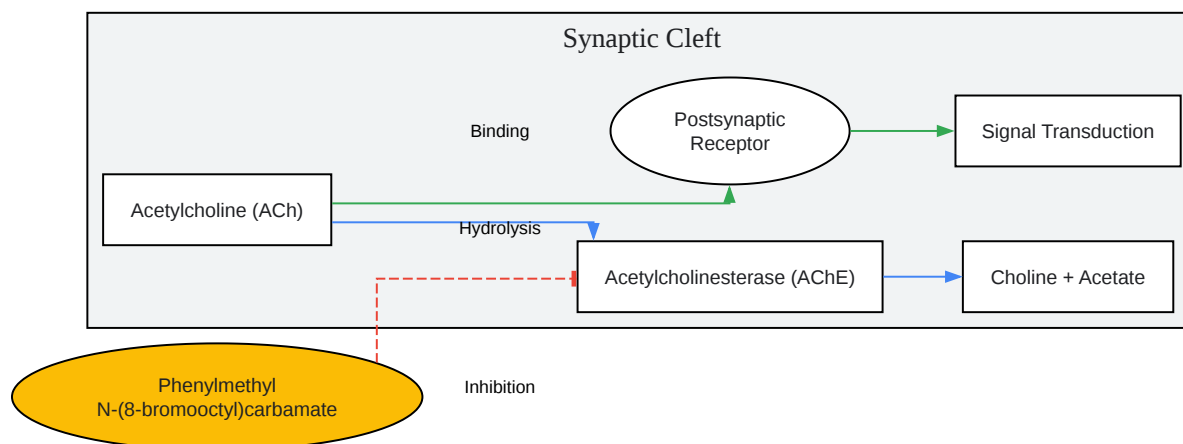 Synaptic Cleft
Binding
Postsynaptic
Receptor
Signal Transduction
Acetylcholine (ACh)
Hydrolysis
Acetylcholinesterase (AChE)
Choline + Acetate
Phenylmethyl
N-(8-bromooctyl)carbamate
Inhibition